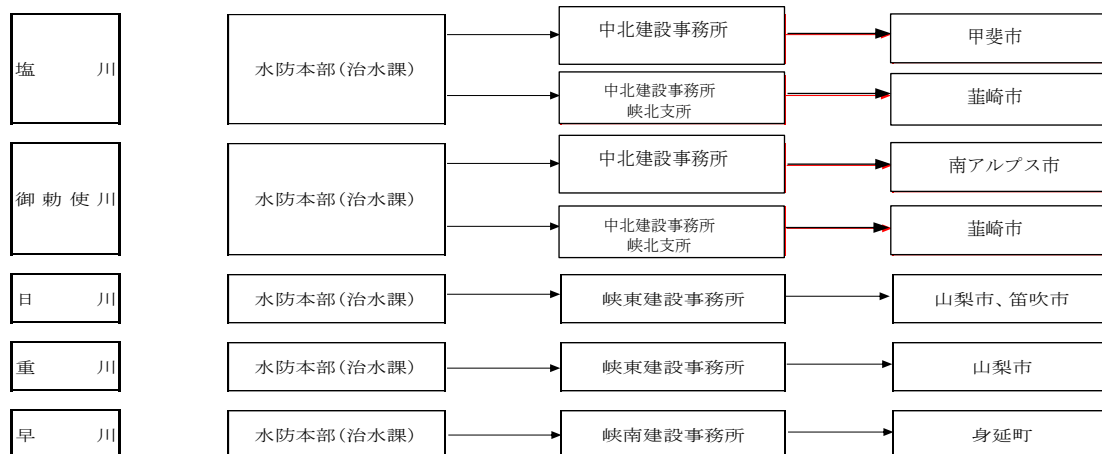 塩川 水防本部(治水課) 中北建設事務所 甲斐市
中北建設事務所 韮崎市
峡北支所
御勅使川 水防本部(治水課) 中北建設事務所 南アルプス市
中北建設事務所 韮崎市
峡北支所
日川 水防本部(治水課) 峡東建設事務所 山梨市、笛吹市
重川 水防本部(治水課) 峡東建設事務所 山梨市
早川 水防本部(治水課) 峡南建設事務所 身延町